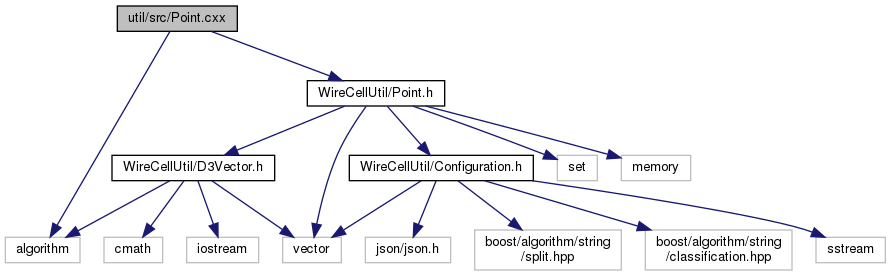 util/src/Point.cxx
WireCellUtil/Point.h
WireCellUtil/D3Vector.h
WireCellUtil/Configuration.h
set
memory
algorithm
cmath
iostream
vector
json/json.h
boost/algorithm/string
/split.hpp
boost/algorithm/string
/classification.hpp
sstream